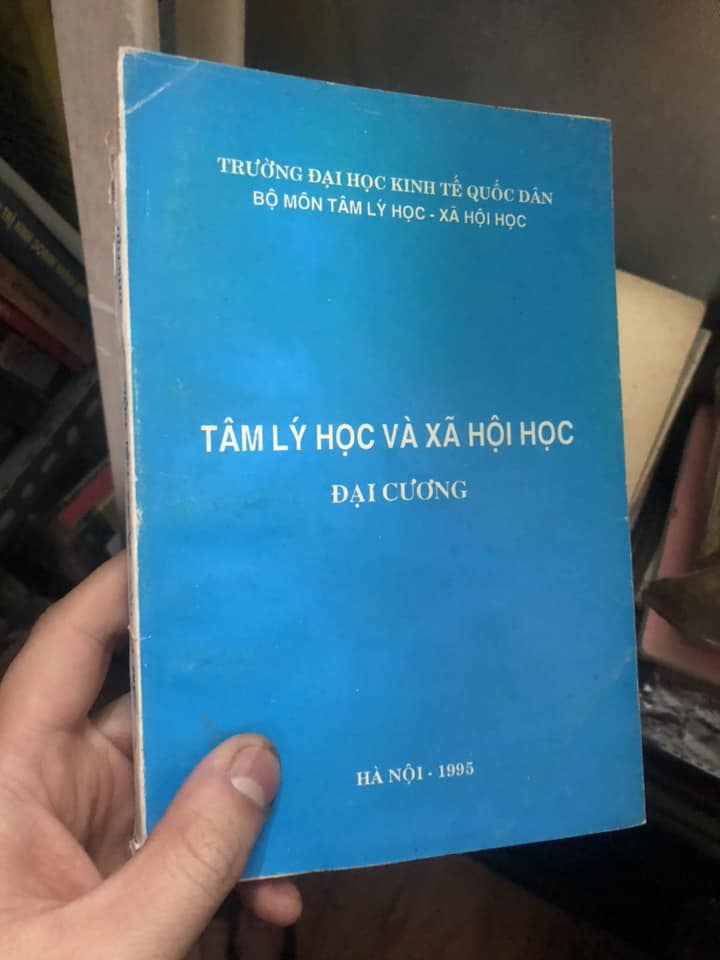 TRƯỜNG ĐẠI HỌC KINH TẾ QUỐC DÂN
BỘ MÔN TÂM LÝ HỌC - XÃ HỘI HỌC
TÂM LÝ HỌC VÀ XÃ HỘI HỌC
ĐẠI CƯƠNG
HÀ NỘI - 1995